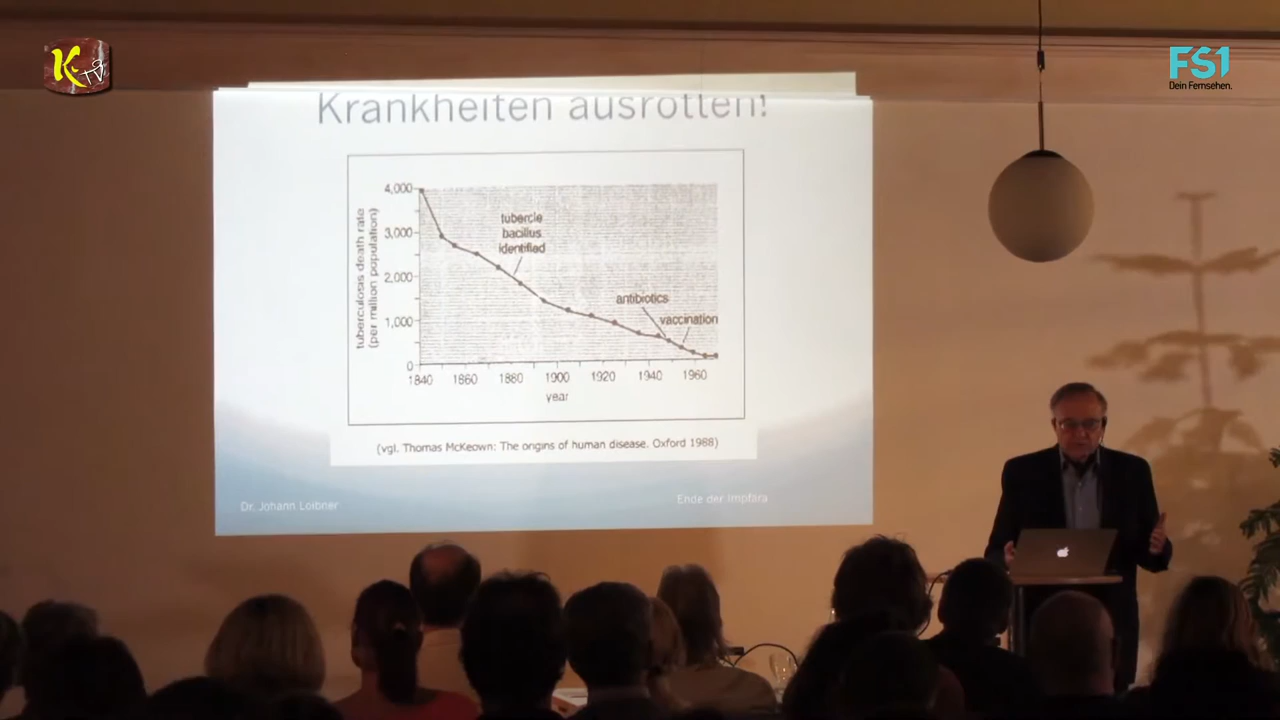 K
TV
FS1
Dein Fernsehen.
Krankheiten ausrotten!
tuberculosis death rate
(per million population)
4,000
3,000
2,000
1,000
0
tubercle
bacillus
identified
antibiotics
vaccination
1840 1860 1880 1900 1920 1940 1960
year
(vgl. Thomas McKeown: The origins of human disease. Oxford 1988)
Dr. Johann Loibner
Ende der Impfära